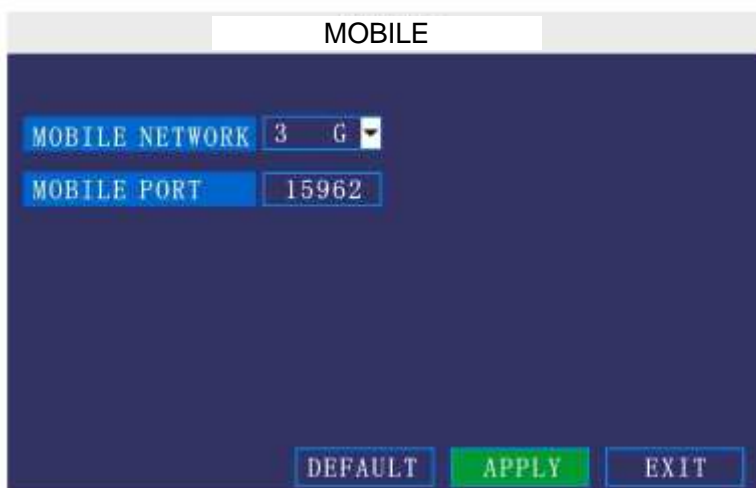 MOBILE
MOBILE NETWORK 3 G
MOBILE PORT 15962
DEFAULT APPLY EXIT